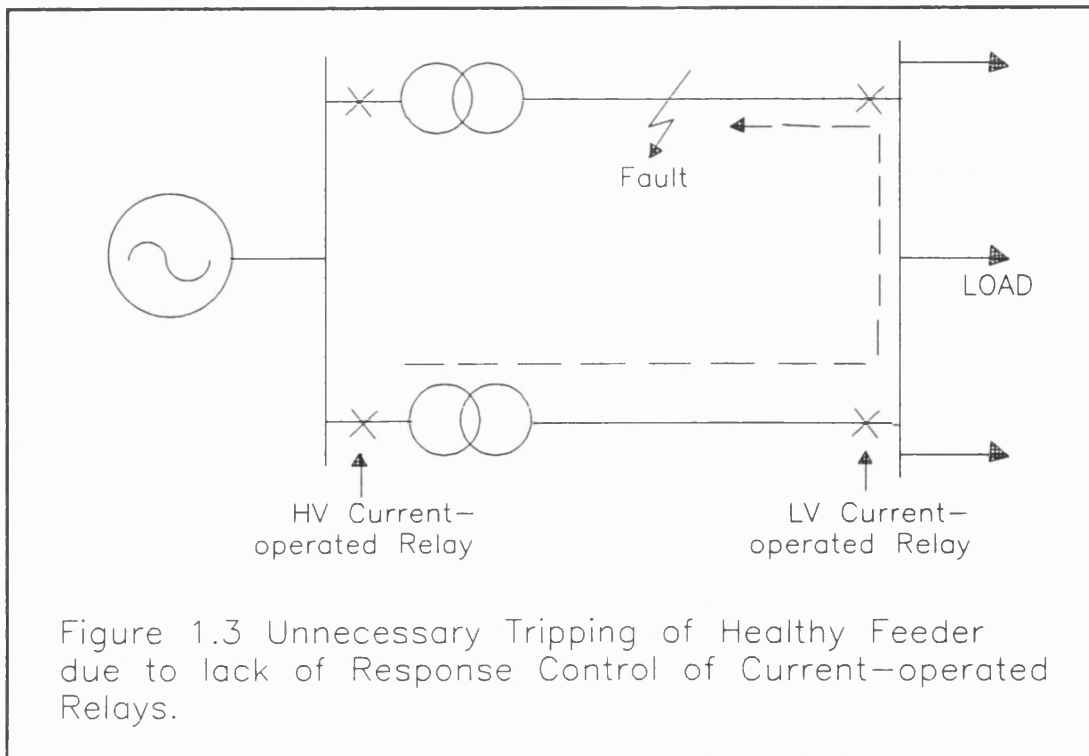 Fault
LOAD
HV Current-
operated Relay
LV Current-
operated Relay
Figure 1.3 Unnecessary Tripping of Healthy Feeder
due to lack of Response Control of Current-operated
Relays.